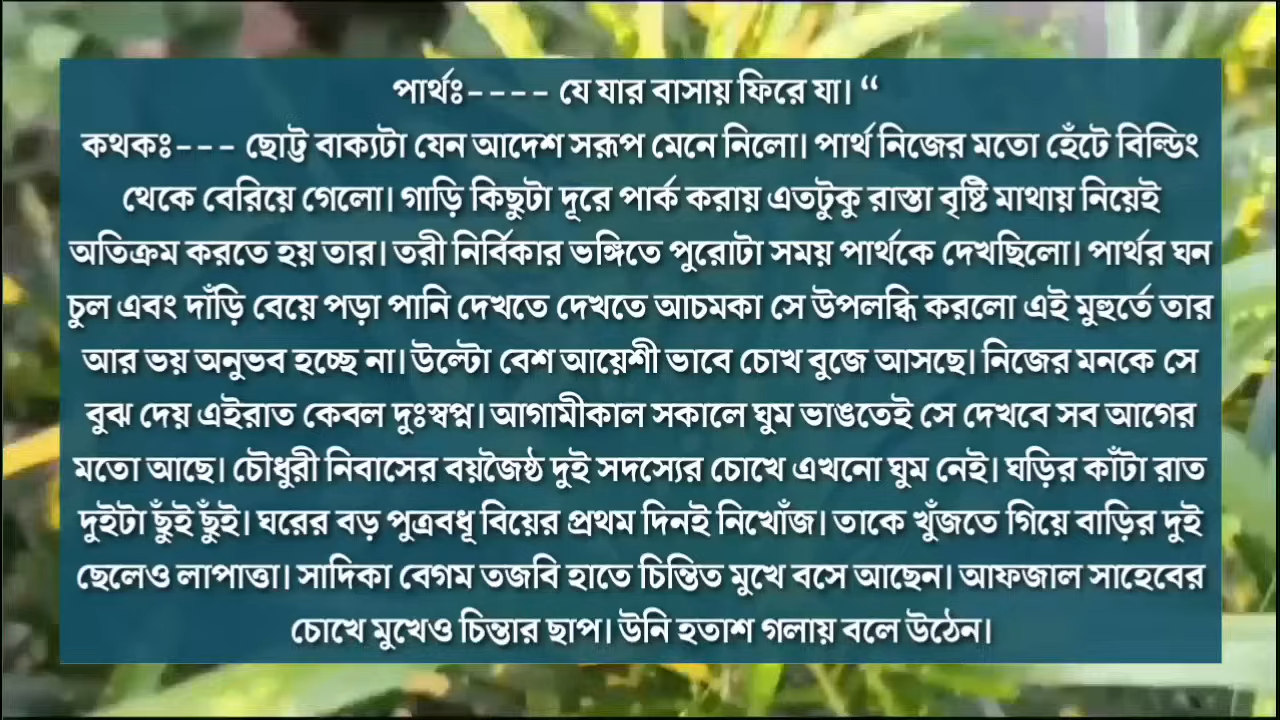 পার্থঃ---- যে যার বাসায় ফিরে যা। “
কথকঃ--- ছোট্ট বাক্যটা যেন আদেশ সরূপ মেনে নিলো। পার্থ নিজের মতো হেঁটে বিল্ডিং
থেকে বেরিয়ে গেলো। গাড়ি কিছুটা দূরে পার্ক করায় এতটুকু রাস্তা বৃষ্টি মাথায় নিয়েই
অতিক্রম করতে হয় তার। তরী নির্বিকার ভঙ্গিতে পুরোটা সময় পার্থকে দেখছিলো। পার্থর ঘন
চুল এবং দাঁড়ি বেয়ে পড়া পানি দেখতে দেখতে আচমকা সে উপলব্ধি করলো এই মুহুর্তে তার
আর ভয় অনুভব হচ্ছে না। উল্টো বেশ আয়েশী ভাবে চোখ বুজে আসছে। নিজের মনকে সে
বুঝ দেয় এইরাত কেবল দুঃস্বপ্ন। আগামীকাল সকালে ঘুম ভাঙতেই সে দেখবে সব আগের
মতো আছে। চৌধুরী নিবাসের বয়জৈষ্ঠ দুই সদস্যের চোখে এখনো ঘুম নেই। ঘড়ির কাঁটা রাত
দুইটা ছুঁই ছুঁই। ঘরের বড় পুত্রবধূ বিয়ের প্রথম দিনই নিখোঁজ। তাকে খুঁজতে গিয়ে বাড়ির দুই
ছেলেও লাপাত্তা। সাদিকা বেগম তজবি হাতে চিন্তিত মুখে বসে আছেন। আফজাল সাহেবের
চোখে মুখেও চিন্তার ছাপ। উনি হতাশ গলায় বলে উঠেন।